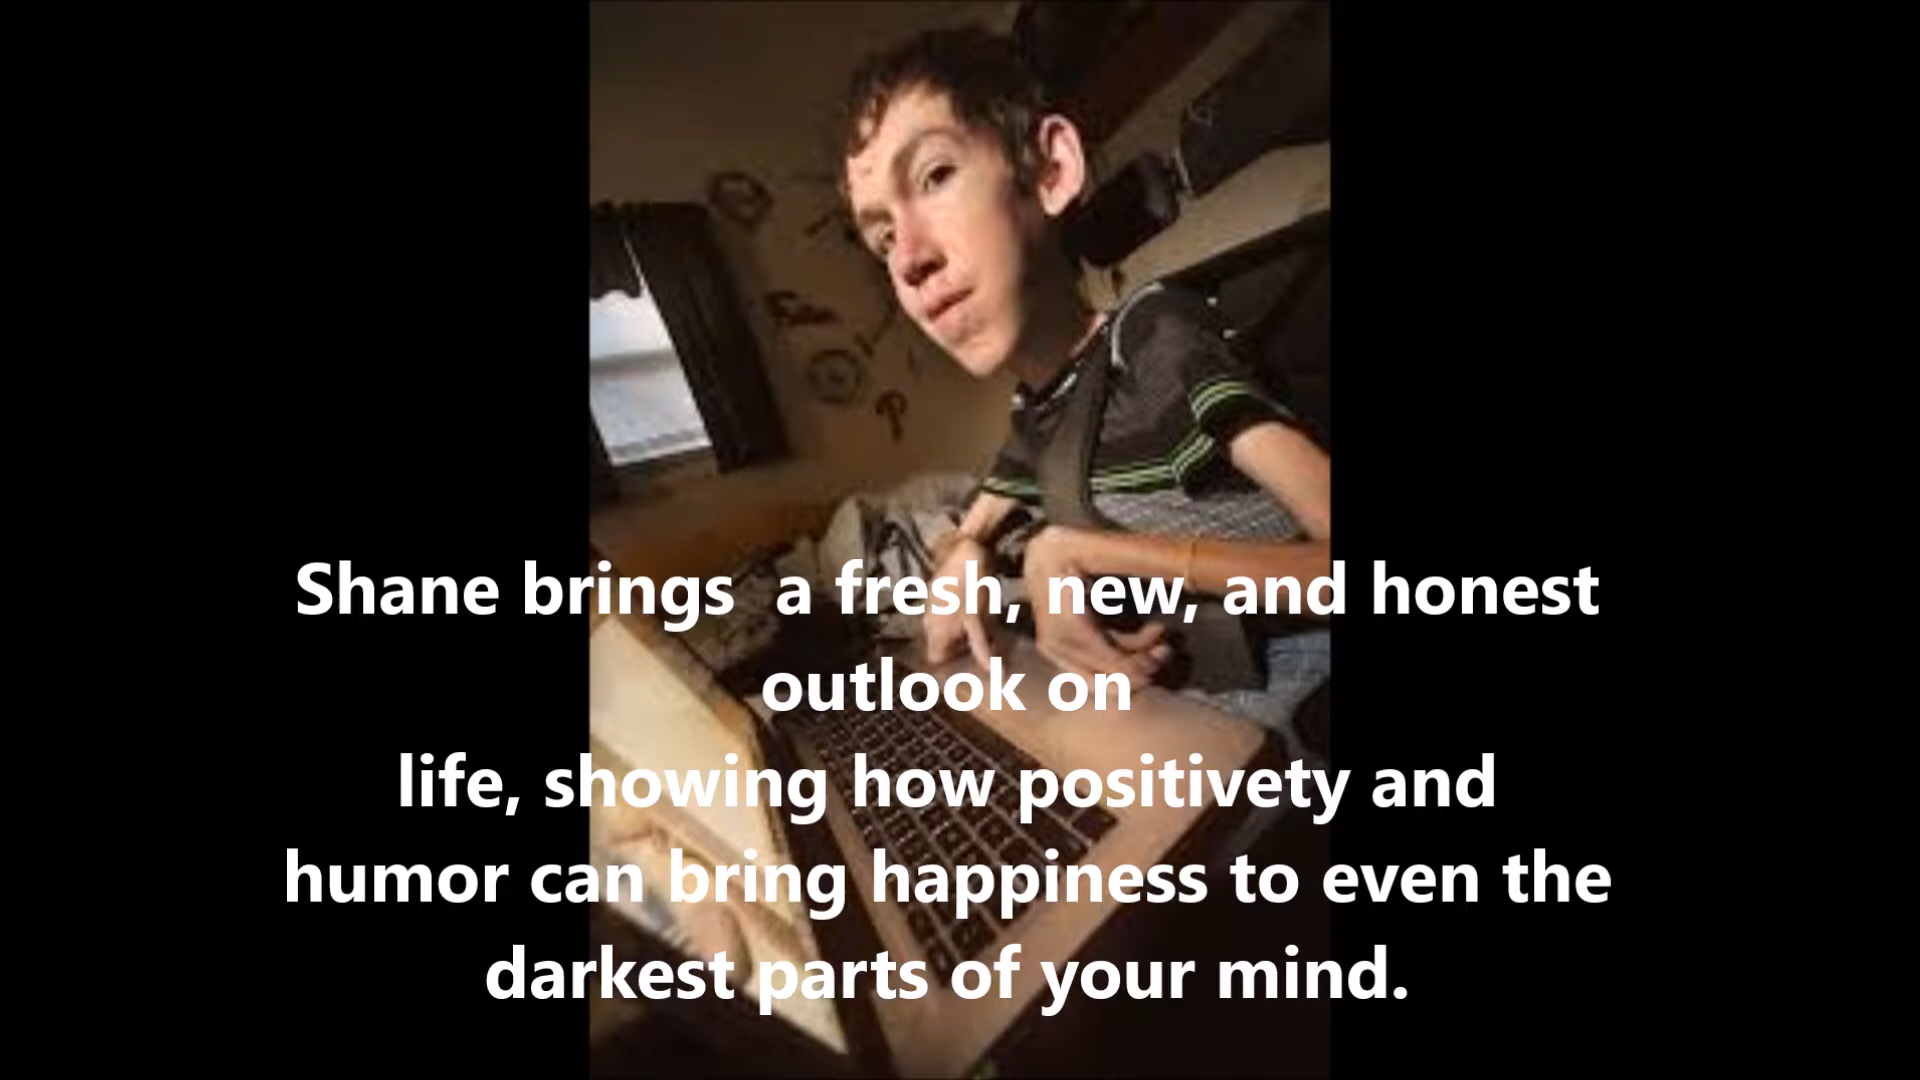 P
Shane brings  a fresh, new, and honest
outlook on
life, showing how positivety and
humor can bring happiness to even the
darkest parts of your mind.